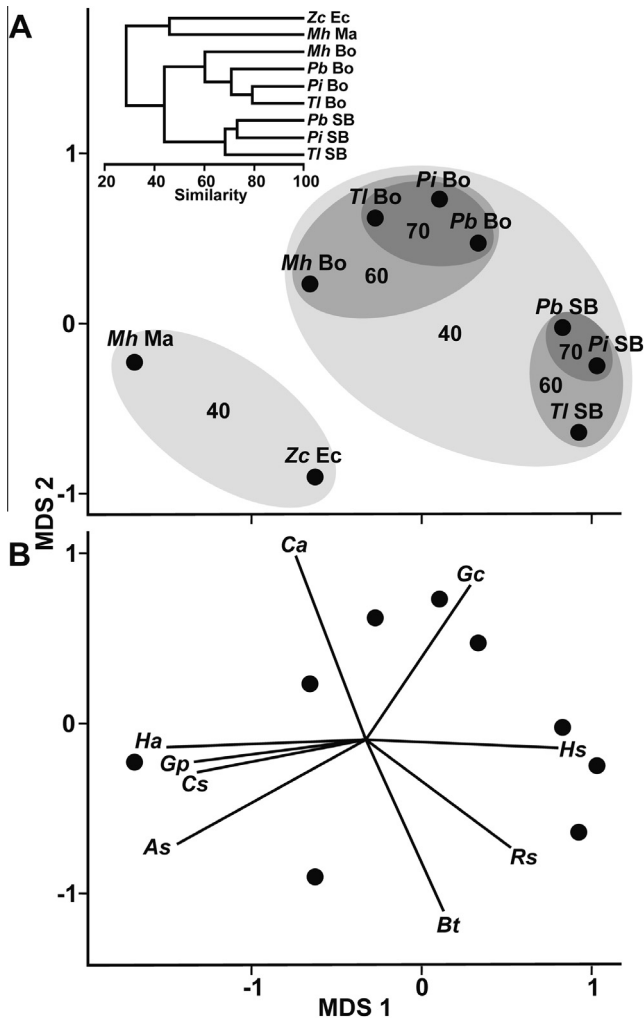 A
Zc Ec
Mh Ma
Mh Bo
Pb Bo
Pi Bo
Tl Bo
Pb SB
Pi SB
Tl SB
20 40 60 80 100
Similarity
1
0
-1
MDS 2
Pi Bo
Tl Bo
Pb Bo
70
Mh Bo
60
40
Pb SB
Mh Ma
Pi SB
70
60
40
Tl SB
Zc Ec
B
1
0
-1
Ca
Gc
Ha
Hs
Gp
Cs
As
Rs
Bt
-1 0 1
MDS 1